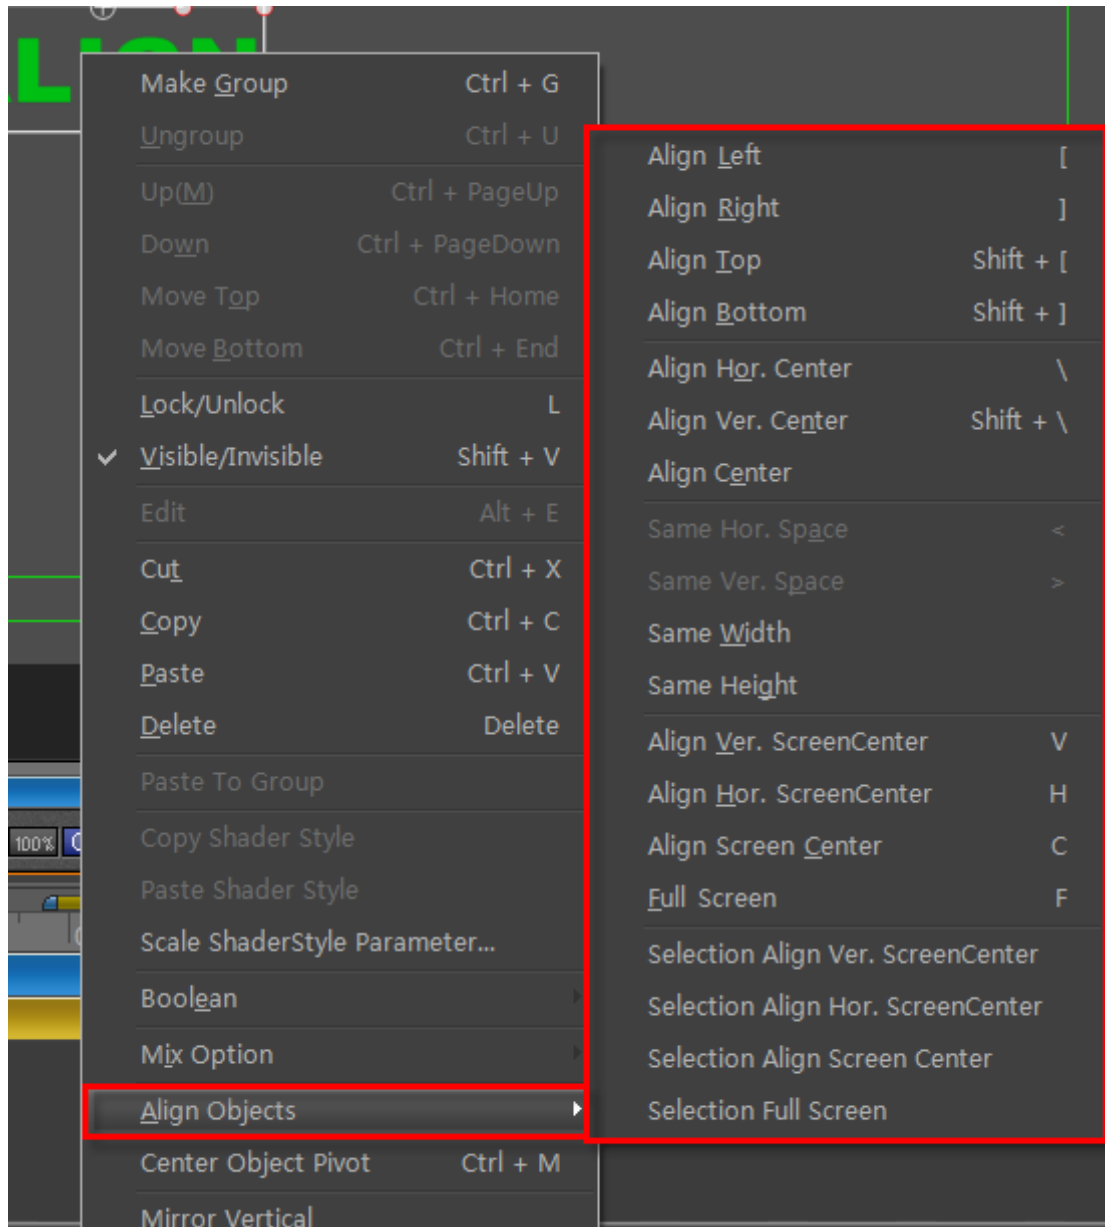 ALIGN
Make Group Ctrl + G
Ungroup Ctrl + U
Up(M) Ctrl + PageUp
Down Ctrl + PageDown
Move Top Ctrl + Home
Move Bottom Ctrl + End
Lock/Unlock L
Visible/Invisible Shift + V
Edit Alt + E
Cut Ctrl + X
Copy Ctrl + C
Paste Ctrl + V
Delete Delete
Paste To Group
Copy Shader Style
Paste Shader Style
Scale ShaderStyle Parameter...
Boolean
Mix Option
Align Objects
Center Object Pivot Ctrl + M
Mirror Vertical
Align Left [
Align Right ]
Align Top Shift + [
Align Bottom Shift + ]
Align Hor. Center \
Align Ver. Center Shift + \
Align Center
Same Hor. Space <
Same Ver. Space >
Same Width
Same Height
Align Ver. ScreenCenter V
Align Hor. ScreenCenter H
Align Screen Center C
Full Screen F
Selection Align Ver. ScreenCenter
Selection Align Hor. ScreenCenter
Selection Align Screen Center
Selection Full Screen
100%